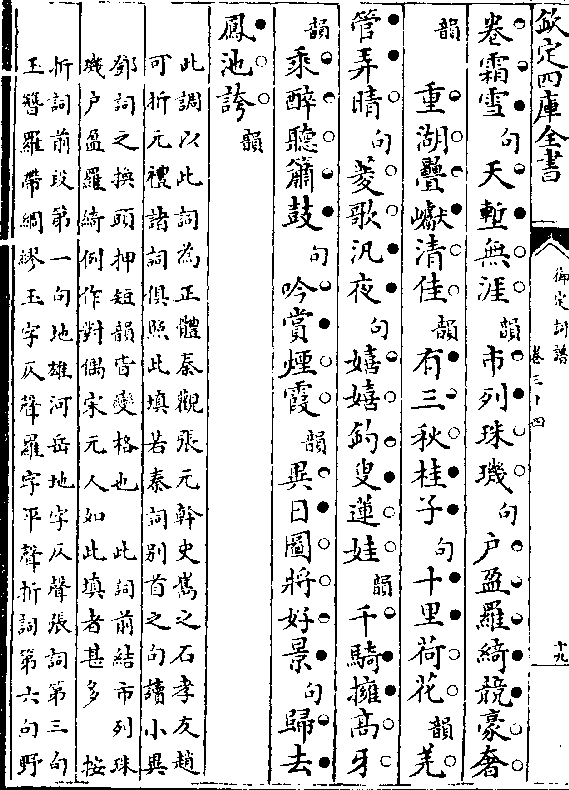 欽定四庫全書
御定詞譜
卷三十四
十九
卷霜雪句天塹無涯韻市列珠璣句户盈羅綺競豪奢
韻　重湖疊巘清佳韻有三秋桂子句十里荷花韻羌
管弄晴句菱歌汎夜句嬉嬉釣叟蓮娃韻千騎擁高牙
韻乘醉聽簫鼓句吟賞煙霞韻異日圖將好景句歸去
鳳池誇韻
此調以此詞為正體秦觀張元幹史嶲之石孝友趙
可折元禮諸詞俱照此填若秦詞别首之句讀小異
鄧詞之換頭押短韻皆變格也　此詞前結市列珠
璣户盈羅綺例作對偶宋元人如此填者甚多　按
折詞前段第一句地雄河岳地字仄聲張詞第三句
玉簪羅帶綢繆玉字仄聲羅字平聲折詞第六句野